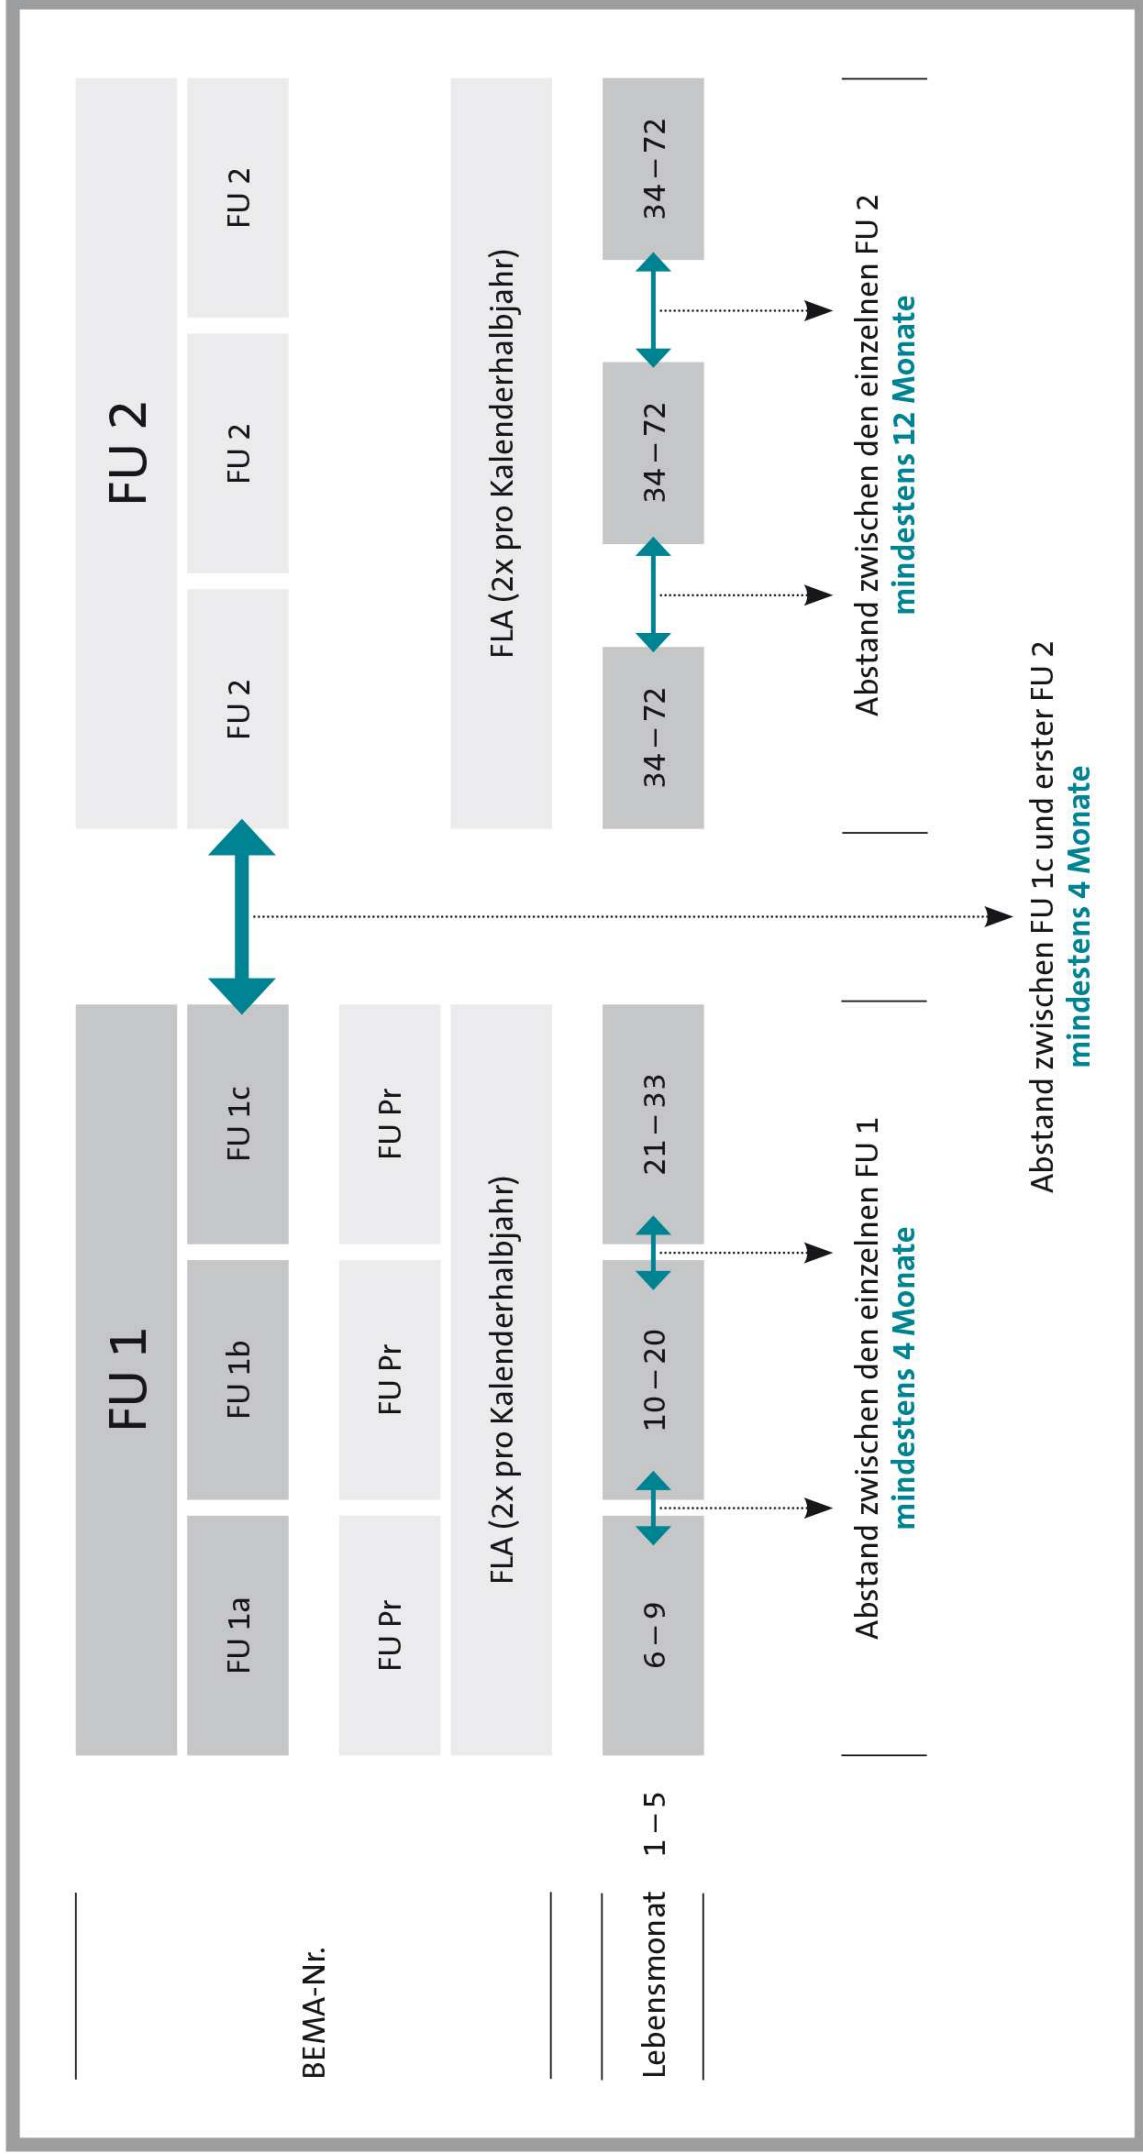 FU 1
FU 2
FU 1a
FU 1b
FU 1c
FU 2
FU 2
FU 2
BEMA-Nr.
FU Pr
FU Pr
FU Pr
FLA (2x pro Kalenderhalbjahr)
FLA (2x pro Kalenderhalbjahr)
Lebensmonat
1 – 5
6 – 9
10 – 20
21 – 33
34 – 72
34 – 72
34 – 72
Abstand zwischen den einzelnen FU 1
mindestens 4 Monate
Abstand zwischen den einzelnen FU 2
mindestens 12 Monate
Abstand zwischen FU 1c und erster FU 2
mindestens 4 Monate